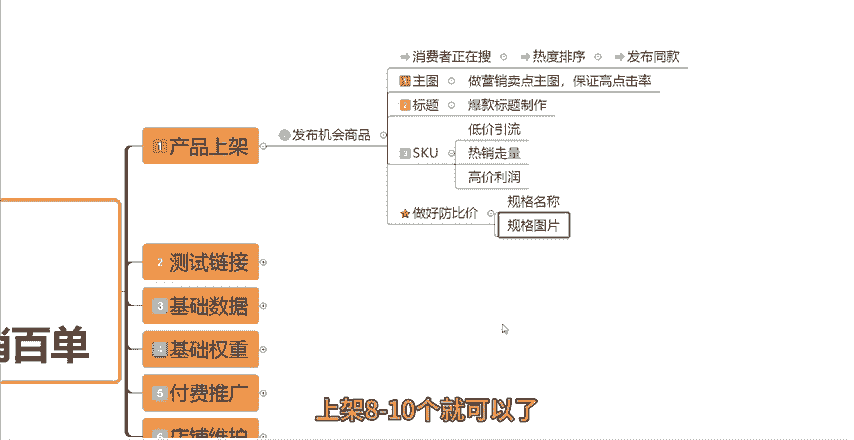 消费者正在搜 热度排序 发布同款
主图 做营销卖点主图，保证高点击率
2 标题 爆款标题制作
1 产品上架 发布机会商品
低价引流
3 SKU 热销走量
高价利润
做好防比价 规格名称
规格图片
2 测试链接
3 基础数据
销百单
4 基础权重
5 付费推广
上架8-10个就可以了
6 店铺维护